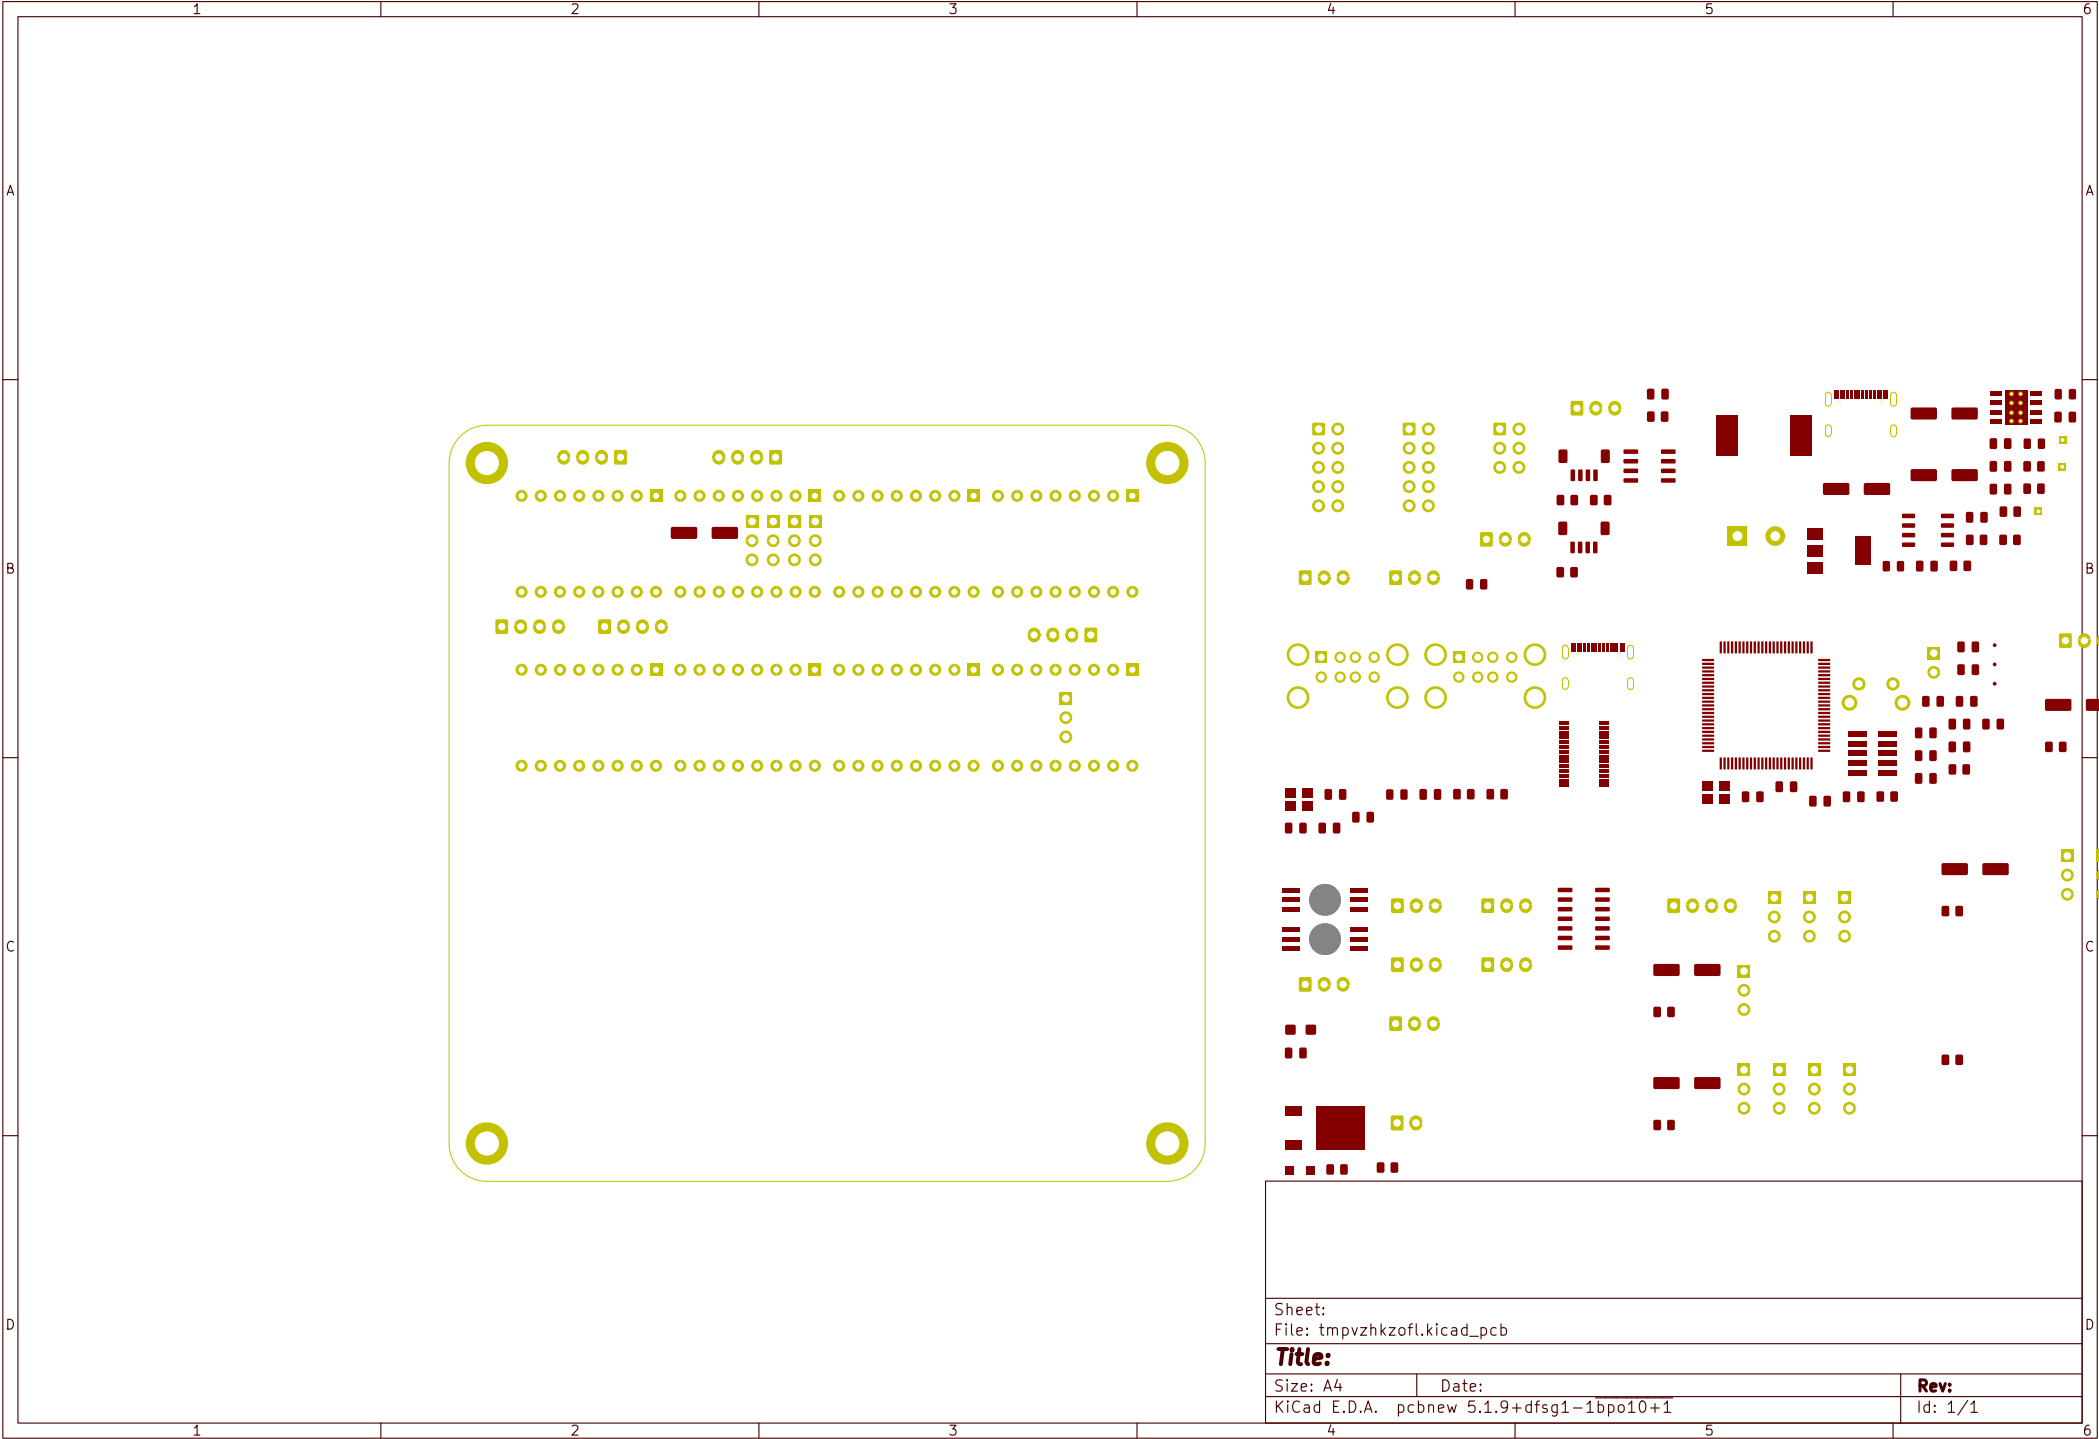 1 2 3 4 5 6
A A
B B
C C
D D
Sheet:
File: tmpvzhkzofl.kicad_pcb
Title:
Size: A4 Date: Rev:
KiCad E.D.A. pcbnew 5.1.9+dfsg1-1bpo10+1 Id: 1/1
1 2 3 4 5 6